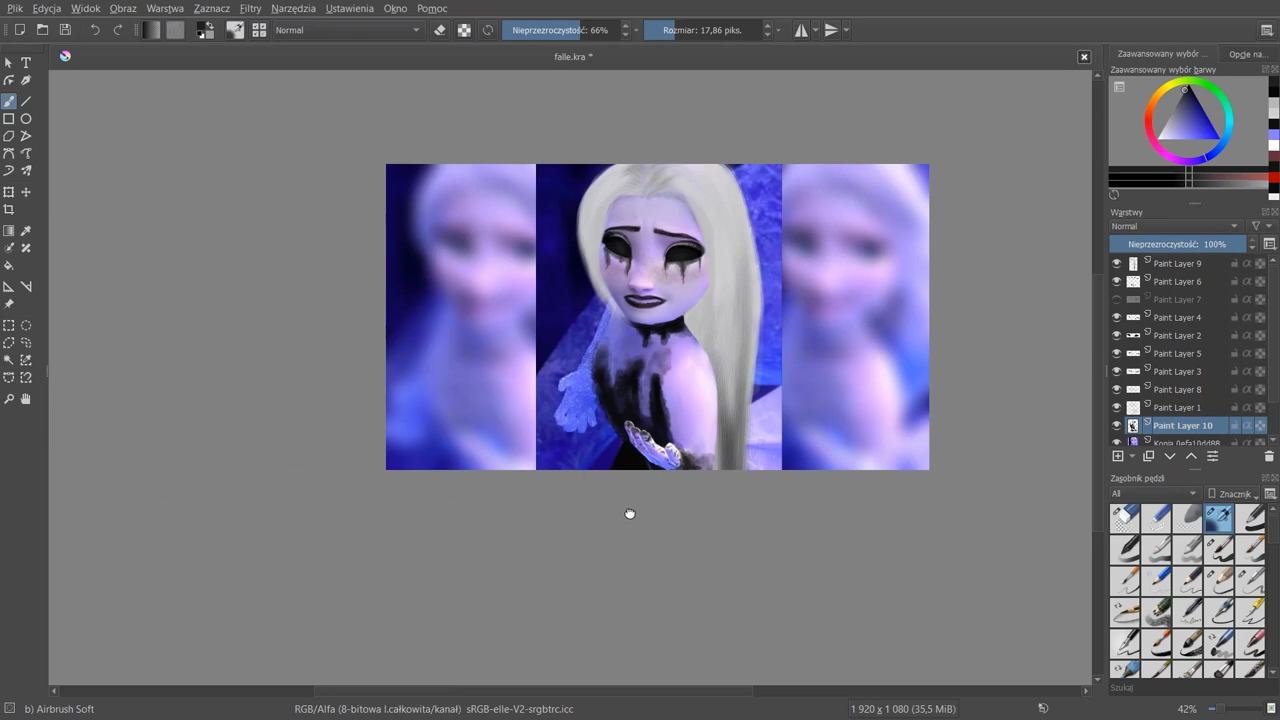 Plik Edycja Widok Obraz Warstwa Zaznacz Filtry Narzędzia Ustawienia Okno Pomoc
Normal Nieprzezroczystość: 66% Rozmiar: 17,86 piks.
falle.kra *
Zaawansowany wybór ... Opcje na...
Zaawansowany wybór barwy
Warstwy
Normal
Nieprzezroczystość: 100%
Paint Layer 9
Paint Layer 6
Paint Layer 7
Paint Layer 4
Paint Layer 2
Paint Layer 5
Paint Layer 3
Paint Layer 8
Paint Layer 1
Paint Layer 10
Kopia 0efa10dd88
Zasobnik pędzli
All Znacznik
Szukaj
b) Airbrush Soft RGB/Alfa (8-bitowa l.całkowita/kanał) sRGB-elle-V2-srgbtrc.icc 1 920 x 1 080 (35,5 MiB) 42%